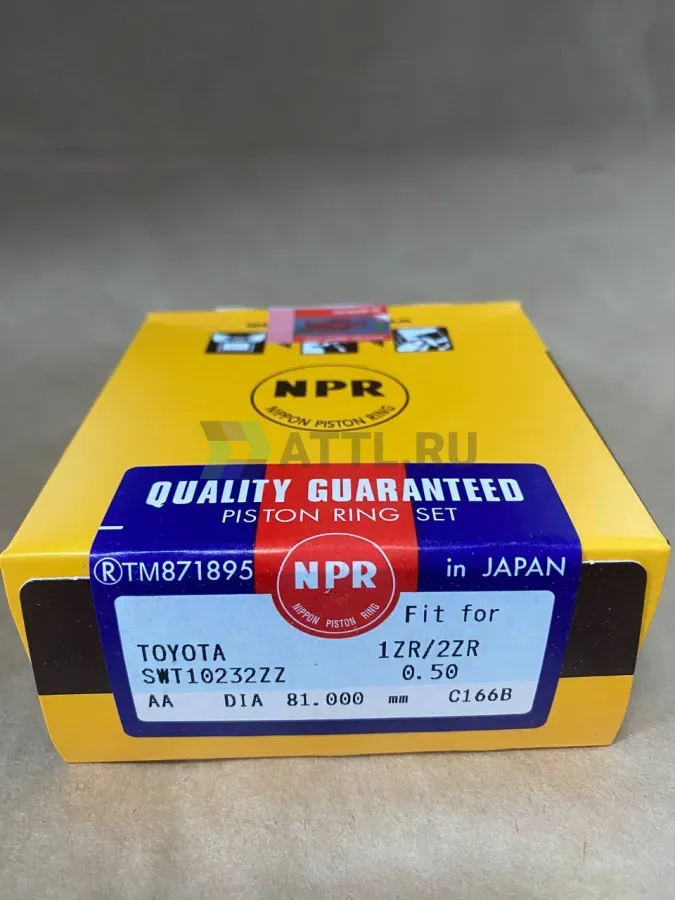 NPR
NIPPON PISTON RING
ATTL.RU
QUALITY GUARANTEED
PISTON RING SET
®TM871895
in JAPAN
NPR
NIPPON PISTON RING
Fit for
TOYOTA 1ZR/2ZR
SWT10232ZZ 0.50
AA DIA 81.000 mm C166B